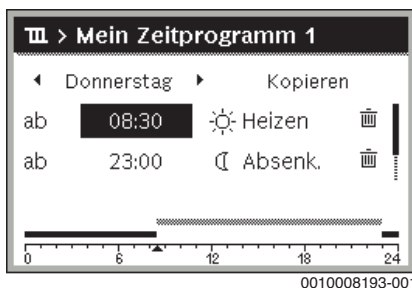 > Mein Zeitprogramm 1
Donnerstag Kopieren
ab 08:30 Heizen
ab 23:00 Absenk.
0 6 12 18 24
0010008193-001